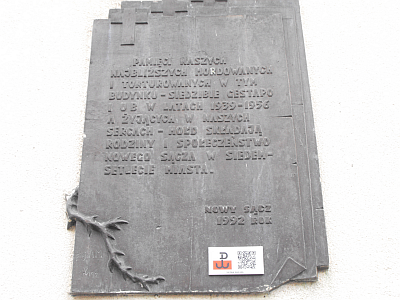 PAMIĘCI NASZYCH
NAJBLIŻSZYCH MORDOWANYCH
I TORTUROWANYCH W TYM
BUDYNKU - SIEDZIBIE GESTAPO
I UB W LATACH 1939-1956
A ŻYJĄCYCH W NASZYCH
SERCACH - HOŁD SKŁADAJĄ
RODZINY I SPOŁECZEŃSTWO
NOWEGO SĄCZA W SIEDEM-
SETLECIE MIASTA.
NOWY SĄCZ
1992 ROK